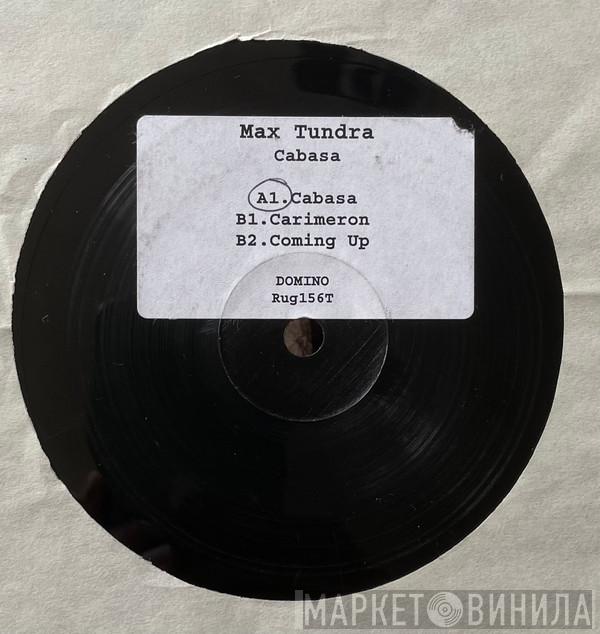 Max Tundra
Cabasa
A1.Cabasa
B1.Carimeron
B2.Coming Up
DOMINO
Rug156T
МАРКЕТ ВИНИЛА